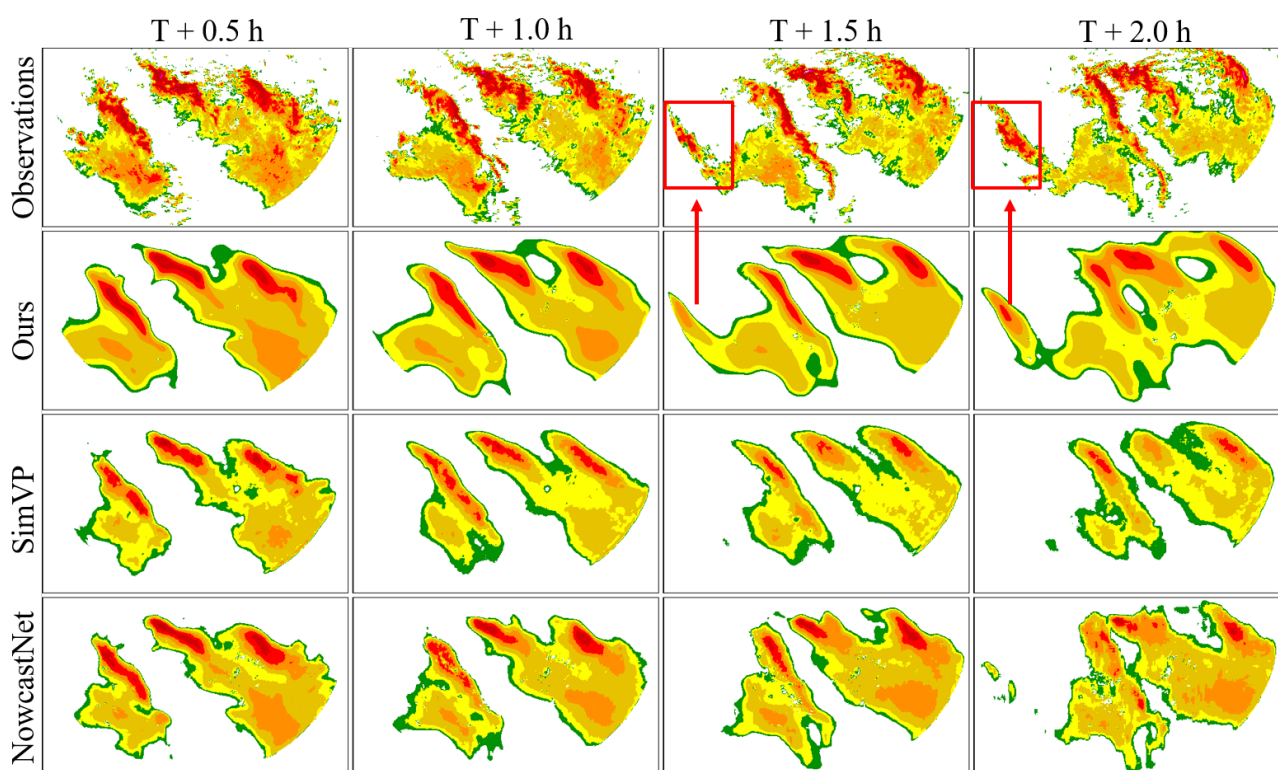 T + 0.5 h
T + 1.0 h
T + 1.5 h
T + 2.0 h
Observations
Ours
SimVP
NowcastNet